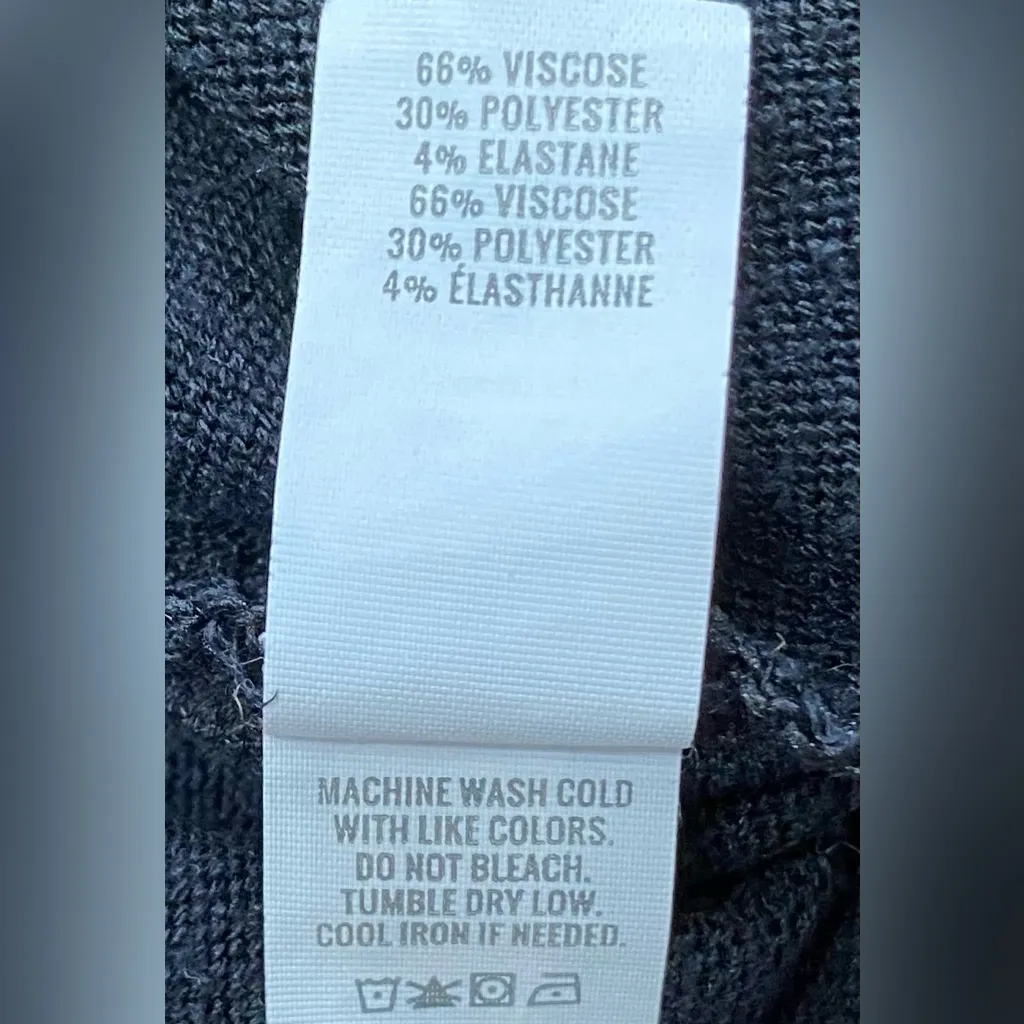 66% VISCOSE
30% POLYESTER
4% ELASTANE
66% VISCOSE
30% POLYESTER
4% ÉLASTHANNE
MACHINE WASH COLD
WITH LIKE COLORS.
DO NOT BLEACH.
TUMBLE DRY LOW.
COOL IRON IF NEEDED.